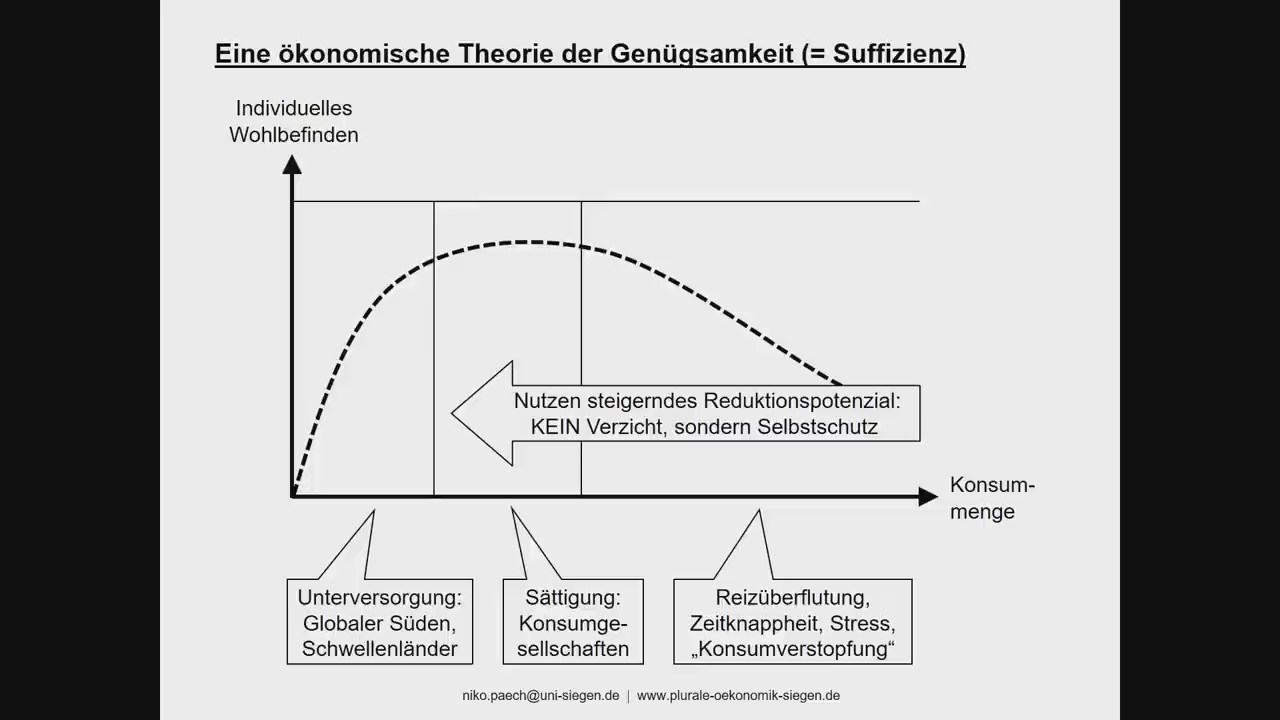 Eine ökonomische Theorie der Genügsamkeit (= Suffizienz)
Individuelles
Wohlbefinden
Nutzen steigerndes Reduktionspotenzial:
KEIN Verzicht, sondern Selbstschutz
Konsum-
menge
Unterversorgung:
Globaler Süden,
Schwellenländer
Sättigung:
Konsumge-
sellschaften
Reizüberflutung,
Zeitknappheit, Stress,
„Konsumverstopfung“
niko.paech@uni-siegen.de | www.plurale-oekonomik-siegen.de